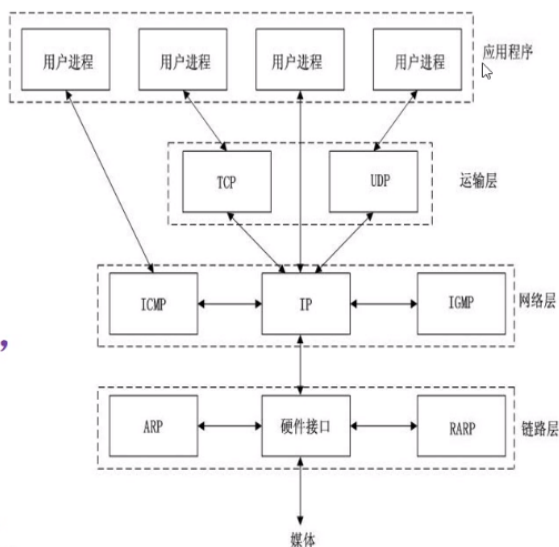 用户进程 用户进程 用户进程 用户进程 应用程序
TCP UDP 运输层
ICMP IP IGMP 网络层
,
ARP 硬件接口 RARP 链路层
媒体